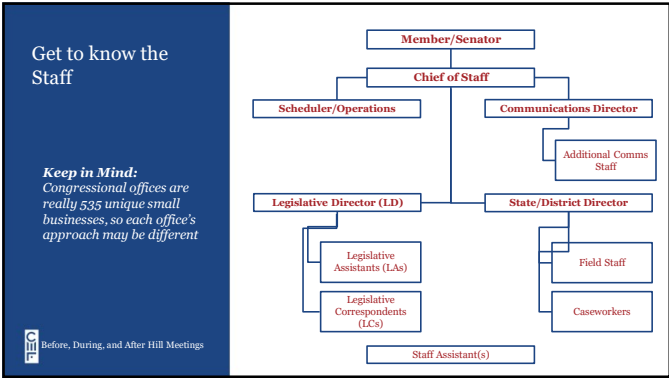 Get to know the
Staff
Keep in Mind:
Congressional offices are
really 535 unique small
businesses, so each office's
approach may be different
CMF
Before, During, and After Hill Meetings
Member/Senator
Chief of Staff
Scheduler/Operations
Communications Director
Additional Comms
Staff
Legislative Director (LD)
State/District Director
Legislative
Assistants (LAs)
Field Staff
Legislative
Correspondents
(LCs)
Caseworkers
Staff Assistant(s)